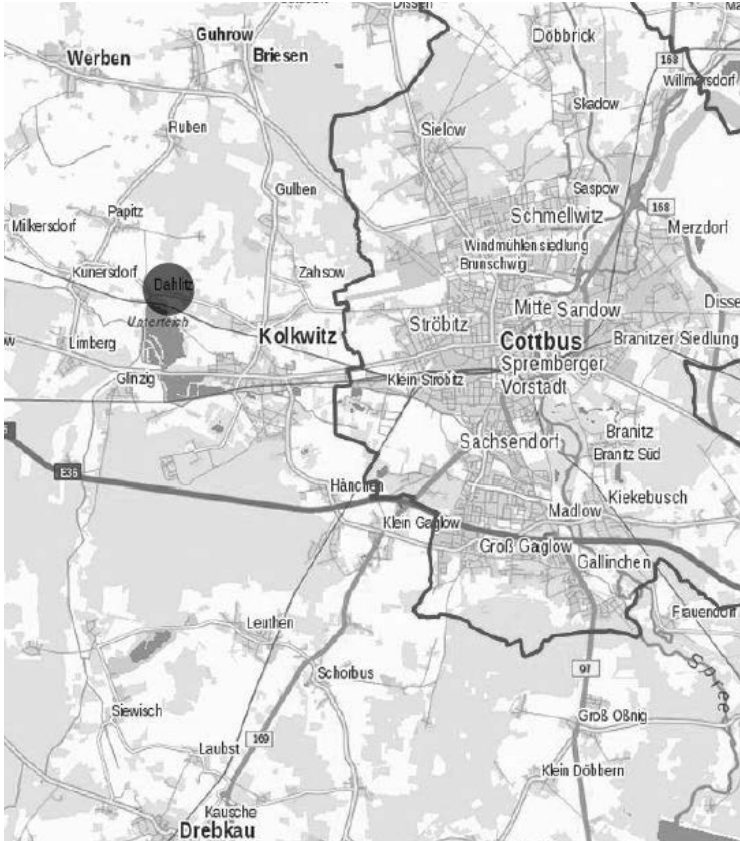 Dissen
Döbbrick
Guhrow
Werben
Briesen
168
Willmersdorf
Skadow
Ruben
Sielow
Saspow
Gulben
Papitz
Schmellwitz
168
Milkersdorf
Merzdorf
Windmühlensiedlung
Kunersdorf
Zahsow
Brunschwig
Dahlitz
Mitte Sandow
Disse
Unterteich
Ströbitz
Kolkwitz
Cottbus
Branitzer Siedlung
Limberg
Spremberger
Vorstadt
Glinzig
Klein Ströbitz
Branitz
Sachsendorf
Branitz Süd
E36
Hänchen
Kiekebusch
Madlow
Klein Gaglow
Groß Gaglow
Gallinchen
Frauendorf
Leuthen
Spree
Schorbus
97
Siewisch
Groß Oßnig
169
Laubst
Klein Döbbern
Kausche
Drebkau